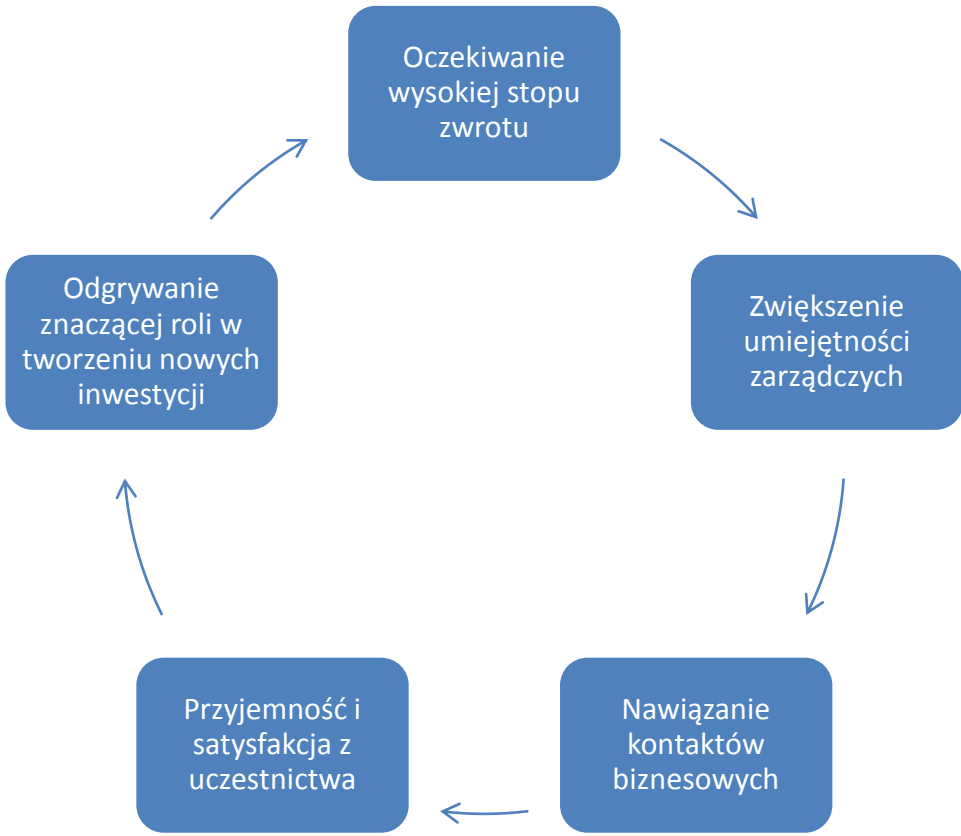 Oczekiwanie
wysokiej stopu
zwrotu
Zwiększenie
umiejętności
zarządczych
Nawiązanie
kontaktów
biznesowych
Przyjemność i
satysfakcja z
uczestnictwa
Odgrywanie
znaczącej roli w
tworzeniu nowych
inwestycji